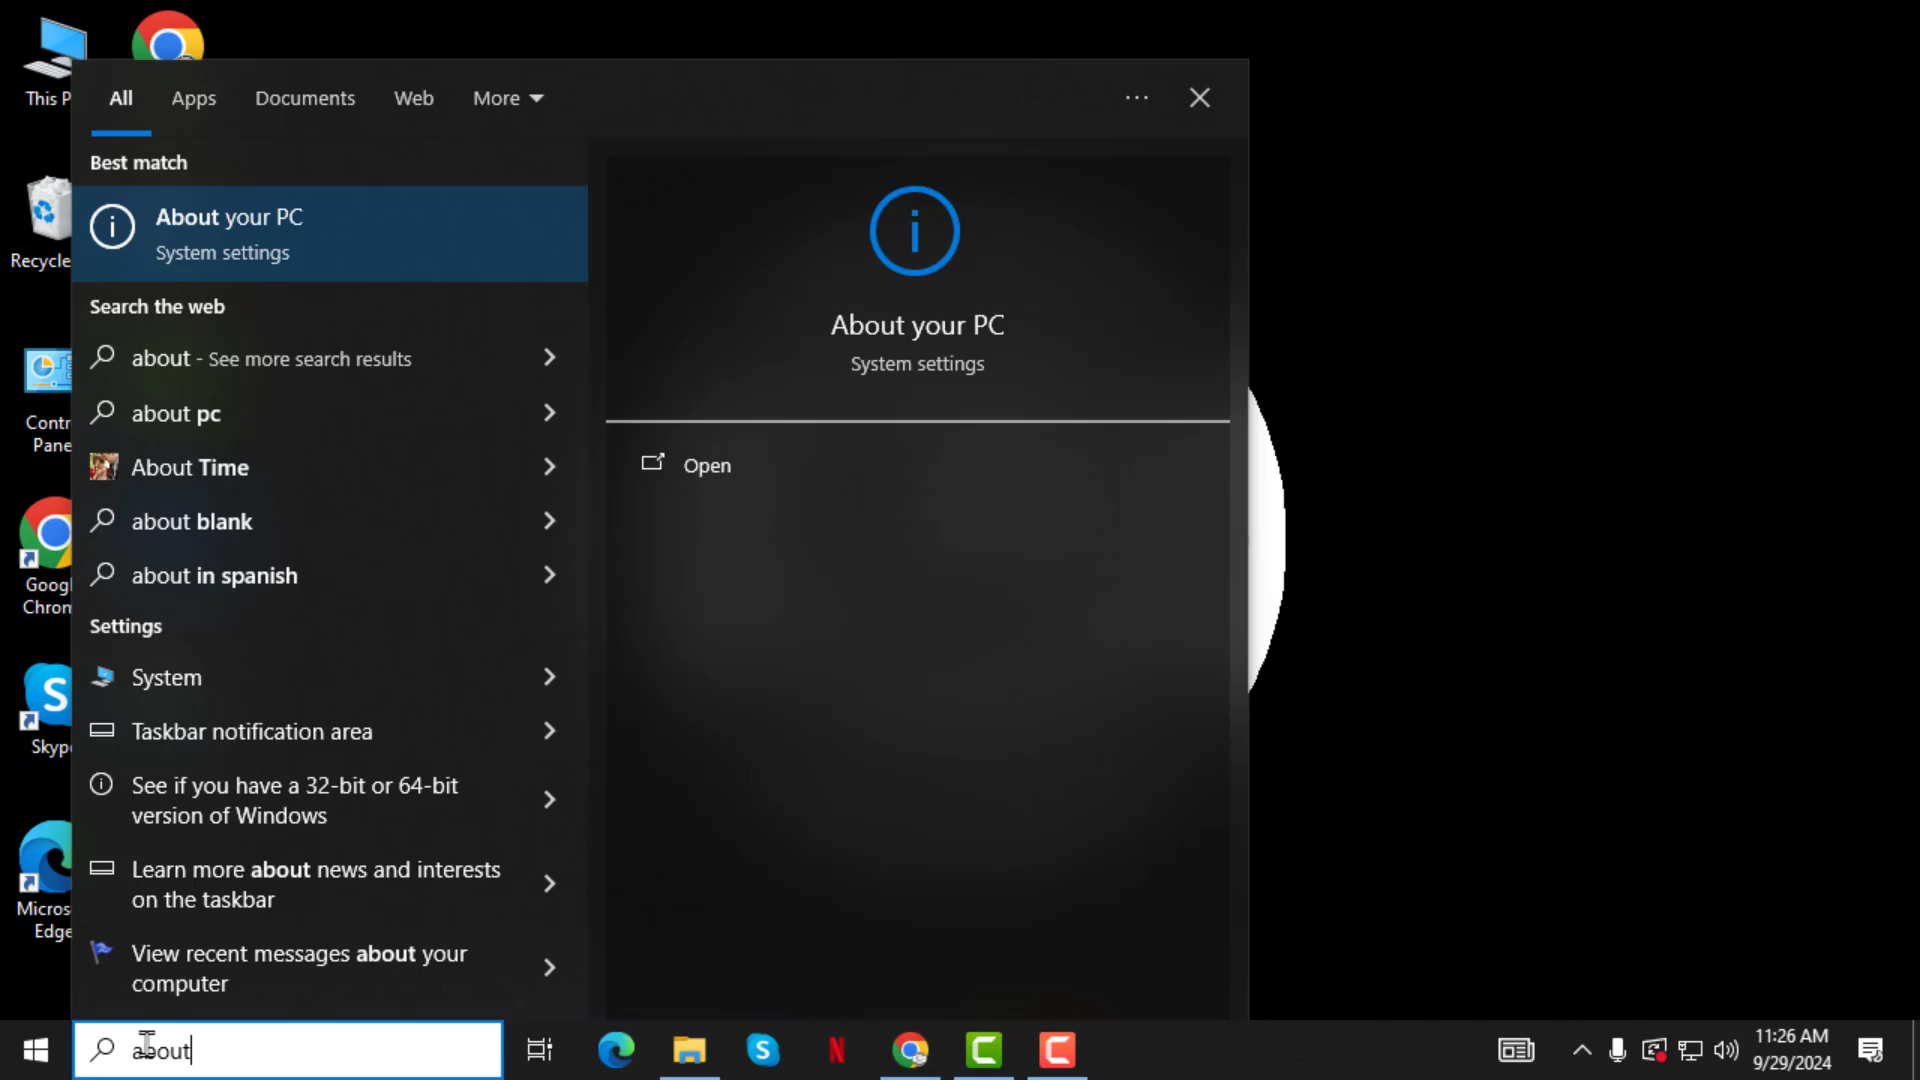 This P
Recycle
Contr
Pane
Goog
Chron
Skype
Micros
Edge
All Apps Documents Web More
Best match
About your PC
System settings
Search the web
about - See more search results
about pc
About Time
about blank
about in spanish
Settings
System
Taskbar notification area
See if you have a 32-bit or 64-bit
version of Windows
Learn more about news and interests
on the taskbar
View recent messages about your
computer
About your PC
System settings
Open
about
11:26 AM
9/29/2024